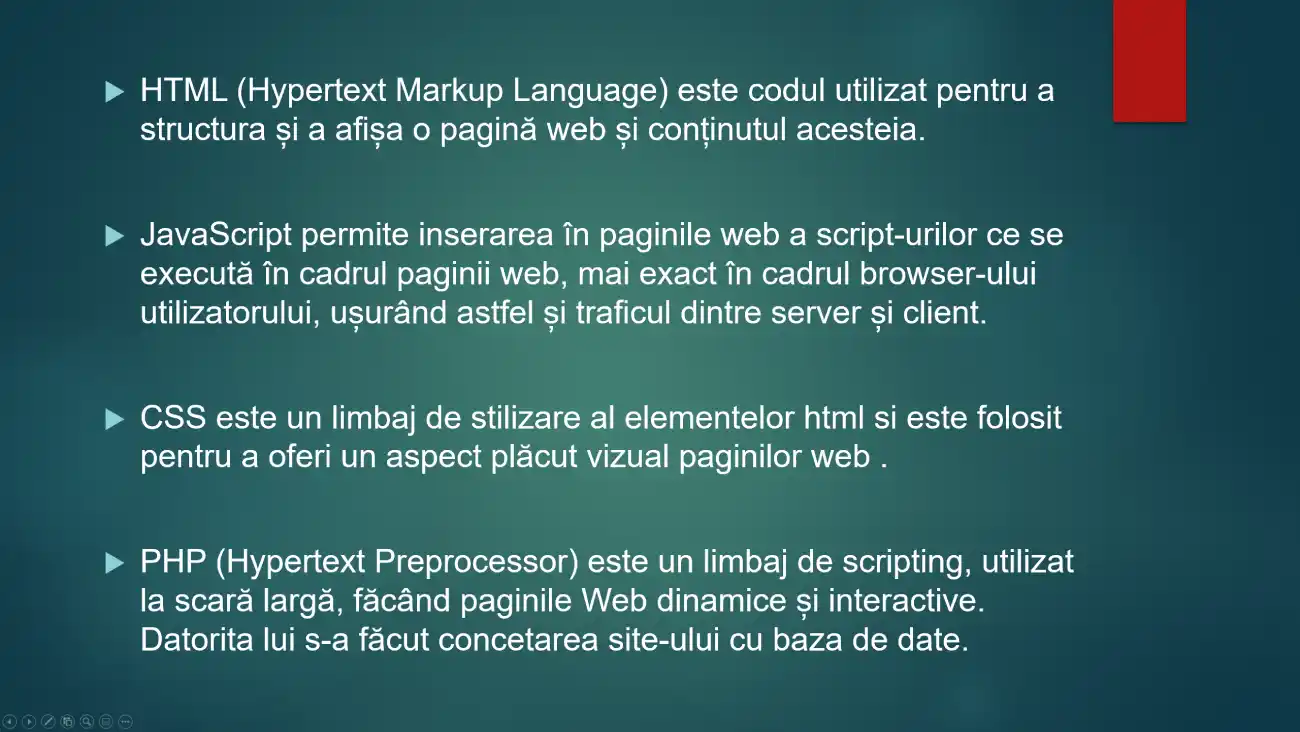 HTML (Hypertext Markup Language) este codul utilizat pentru a
structura și a afișa o pagină web și conținutul acesteia.
JavaScript permite inserarea în paginile web a script-urilor ce se
execută în cadrul paginii web, mai exact în cadrul browser-ului
utilizatorului, ușurând astfel și traficul dintre server și client.
CSS este un limbaj de stilizare al elementelor html si este folosit
pentru a oferi un aspect plăcut vizual paginilor web .
PHP (Hypertext Preprocessor) este un limbaj de scripting, utilizat
la scară largă, făcând paginile Web dinamice și interactive.
Datorita lui s-a făcut concetarea site-ului cu baza de date.